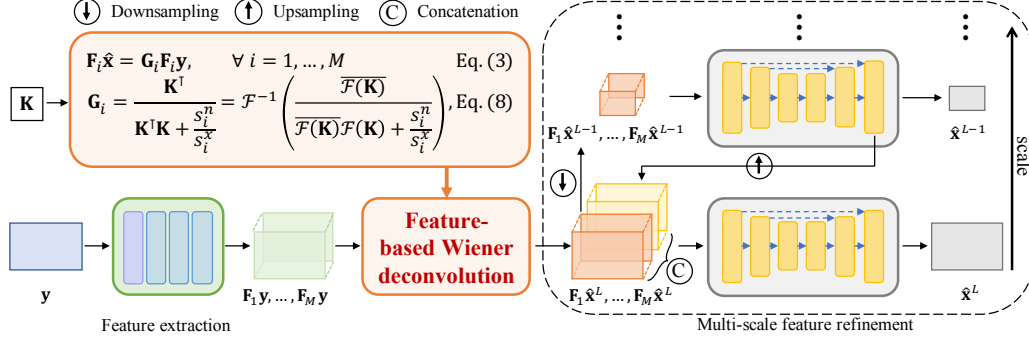 Downsampling Upsampling C Concatenation
F_i x̂ = G_i F_i y, ∀ i = 1, … , M Eq. (3)
G_i = K^⊤ / (K^⊤K + s_i^n / s_i^x) = ℱ^{-1} ( \overline{ℱ(K)} / (\overline{ℱ(K)}ℱ(K) + s_i^n / s_i^x) ), Eq. (8)
K
F_1 x̂^{L-1}, … , F_M x̂^{L-1}
x̂^{L-1}
scale
Feature-
based Wiener
deconvolution
C
y
F_1 y, … , F_M y
F_1 x̂^L, … , F_M x̂^L
x̂^L
Feature extraction
Multi-scale feature refinement